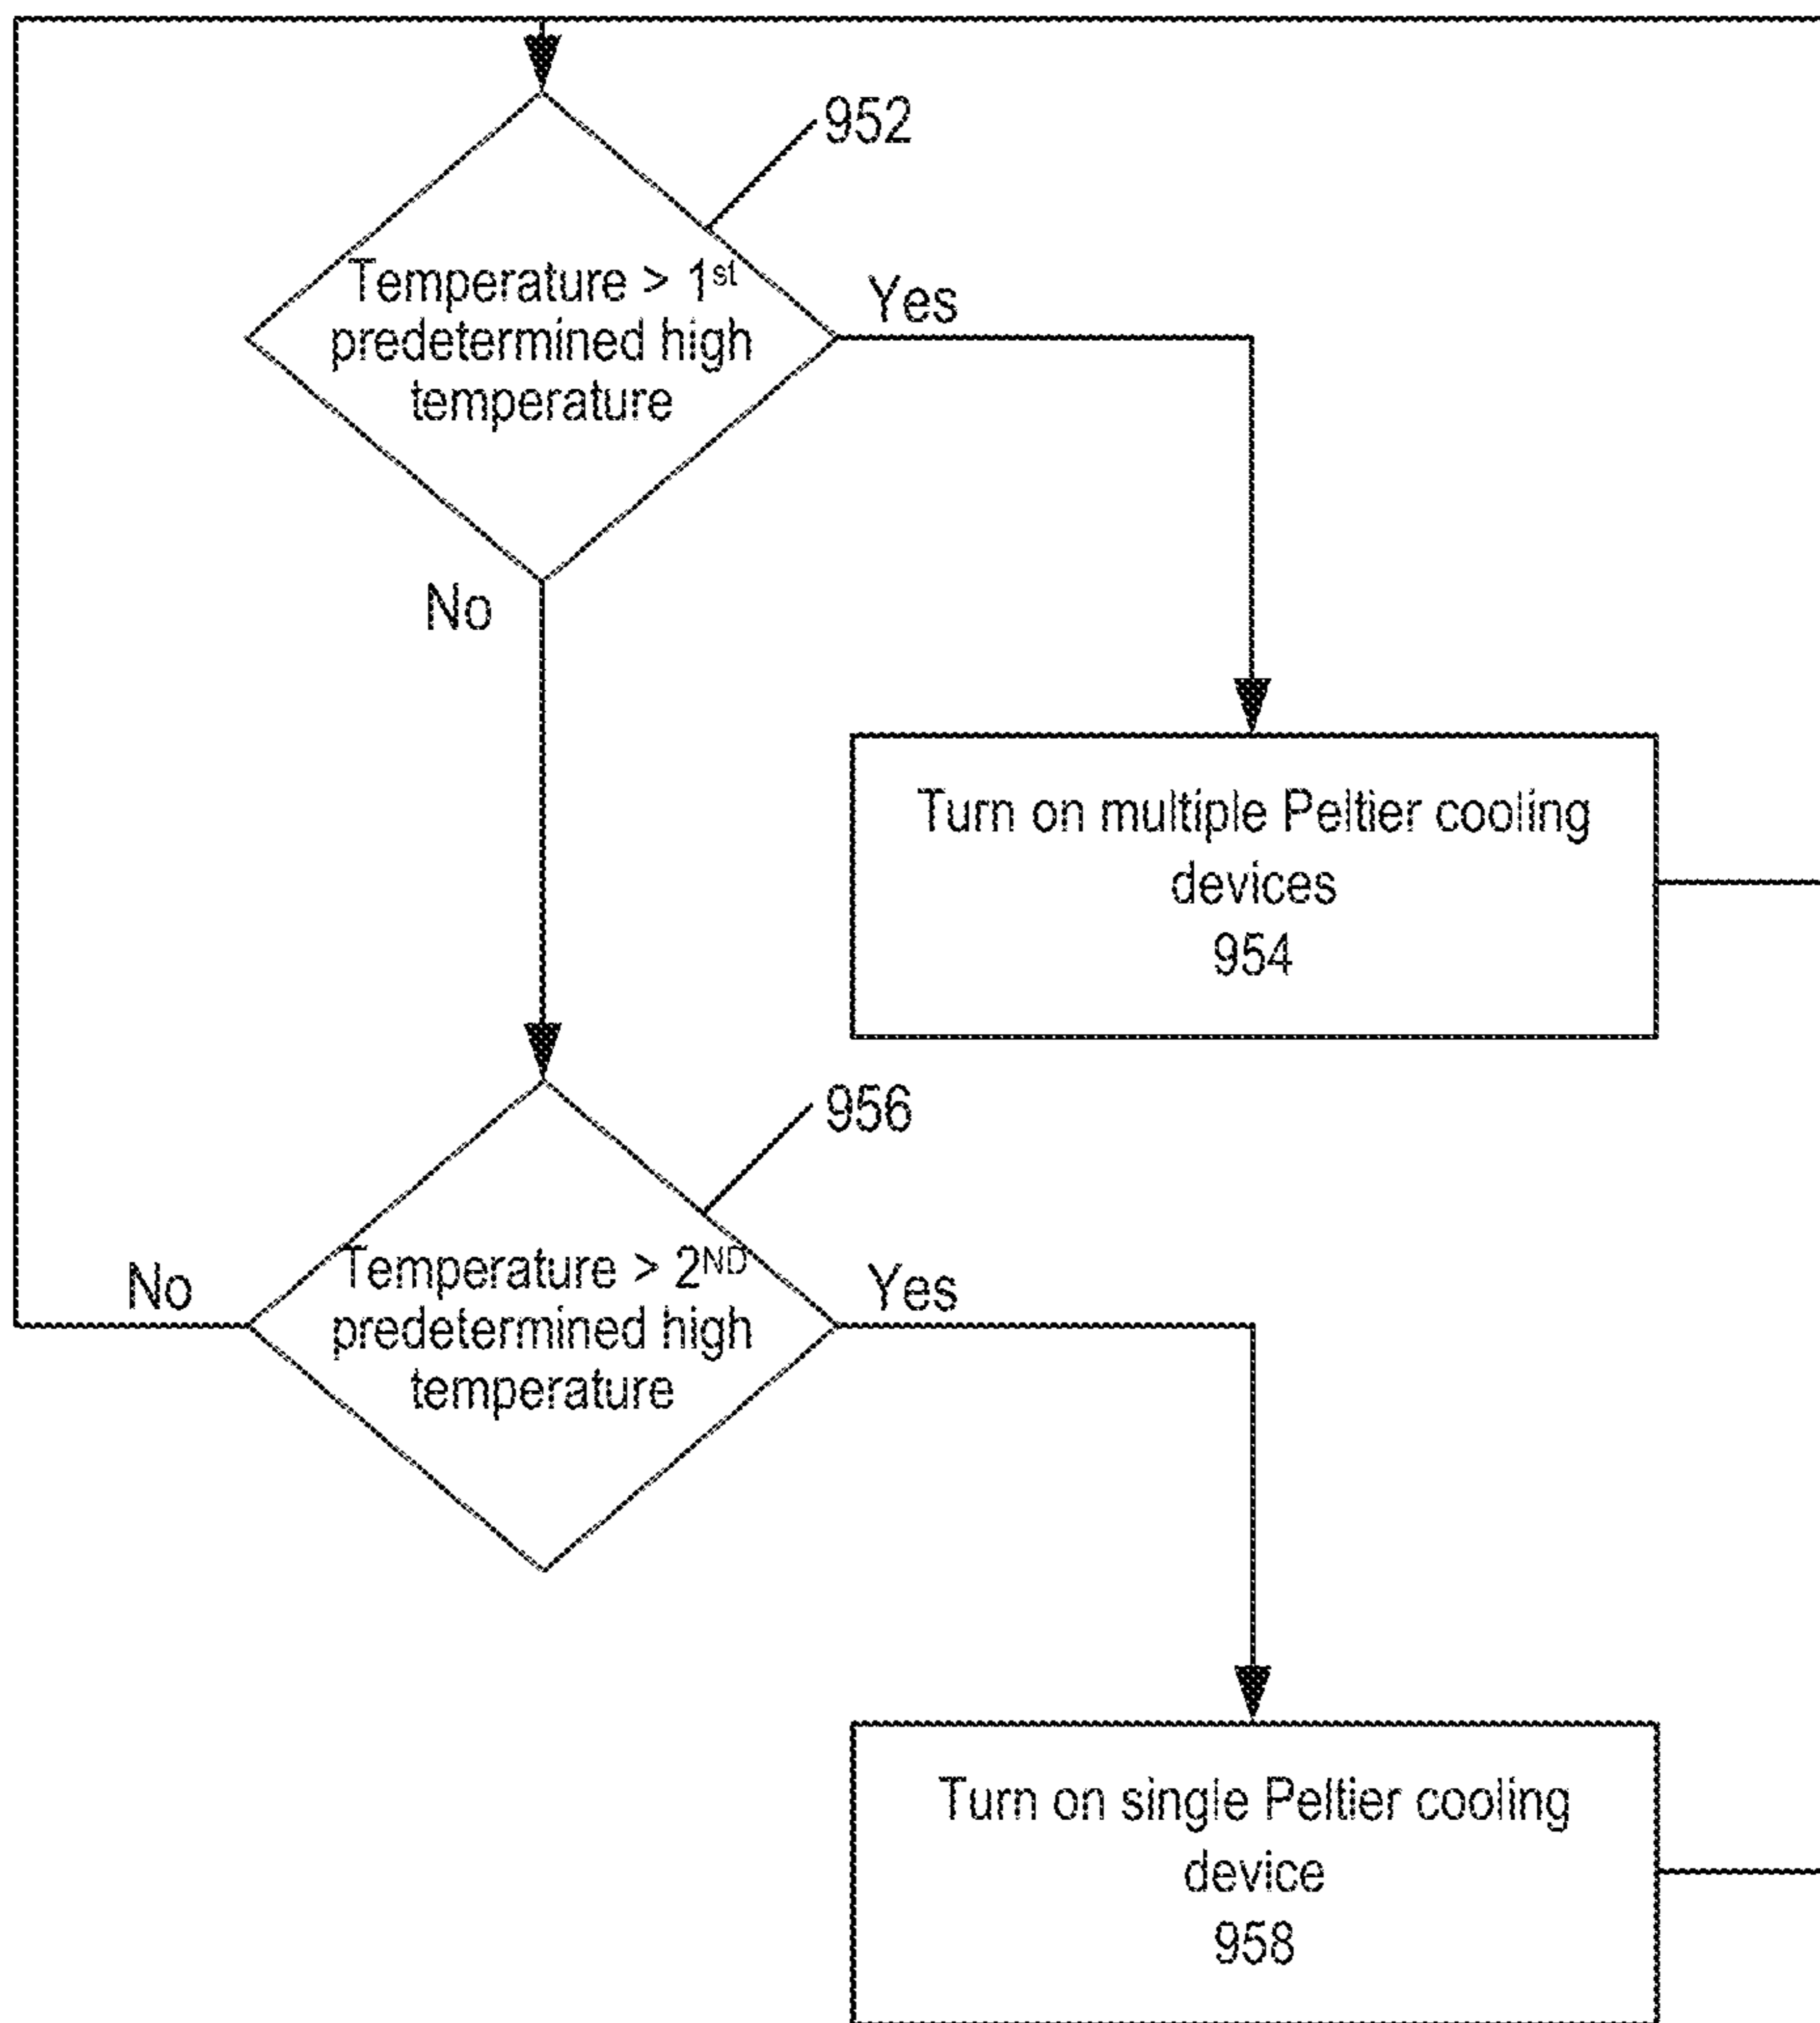 952
Temperature > 1st
predetermined high
temperature
Yes
No
Turn on multiple Peltier cooling
devices
954
956
Temperature > 2ND
predetermined high
temperature
No
Yes
Turn on single Peltier cooling
device
958